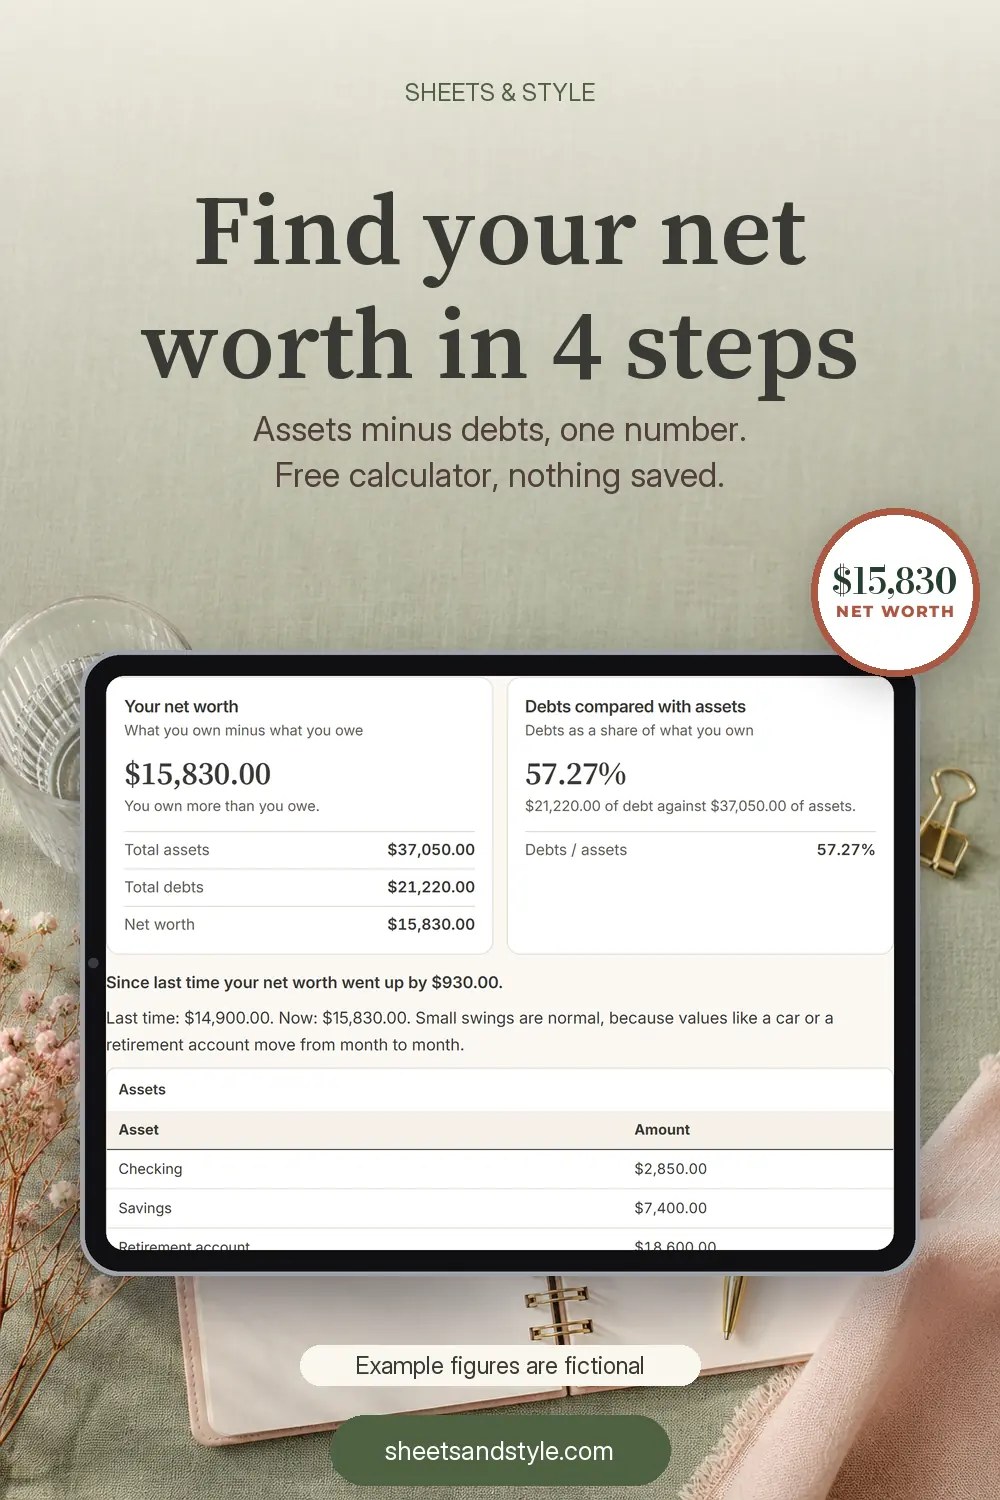 SHEETS & STYLE
Find your net
worth in 4 steps
Assets minus debts, one number.
Free calculator, nothing saved.
$15,830
NET WORTH
Your net worth
What you own minus what you owe
$15,830.00
You own more than you owe.
Total assets $37,050.00
Total debts $21,220.00
Net worth $15,830.00
Debts compared with assets
Debts as a share of what you own
57.27%
$21,220.00 of debt against $37,050.00 of assets.
Debts / assets 57.27%
Since last time your net worth went up by $930.00.
Last time: $14,900.00. Now: $15,830.00. Small swings are normal, because values like a car or a
retirement account move from month to month.
Assets
Asset Amount
Checking $2,850.00
Savings $7,400.00
Retirement account $18,600.00
Example figures are fictional
sheetsandstyle.com